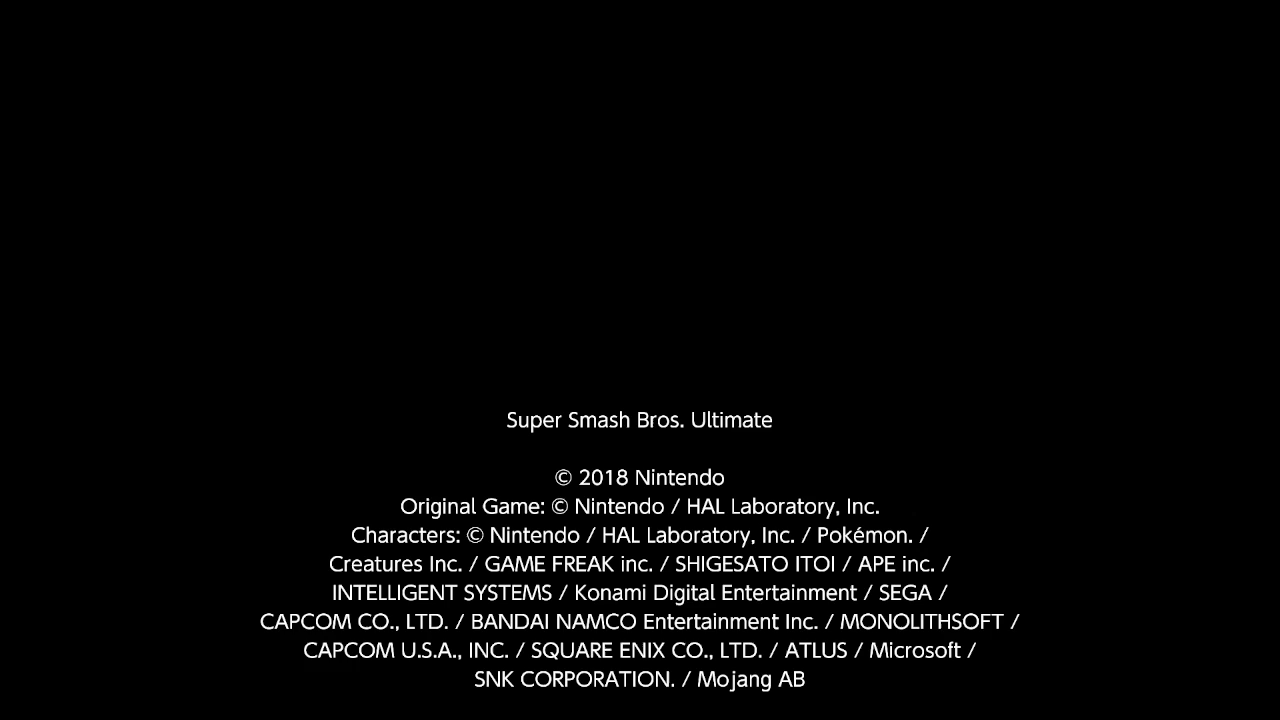 Super Smash Bros. Ultimate
© 2018 Nintendo
Original Game: © Nintendo / HAL Laboratory, Inc.
Characters: © Nintendo / HAL Laboratory, Inc. / Pokémon. /
Creatures Inc. / GAME FREAK inc. / SHIGESATO ITOI / APE inc. /
INTELLIGENT SYSTEMS / Konami Digital Entertainment / SEGA /
CAPCOM CO., LTD. / BANDAI NAMCO Entertainment Inc. / MONOLITHSOFT /
CAPCOM U.S.A., INC. / SQUARE ENIX CO., LTD. / ATLUS / Microsoft /
SNK CORPORATION. / Mojang AB